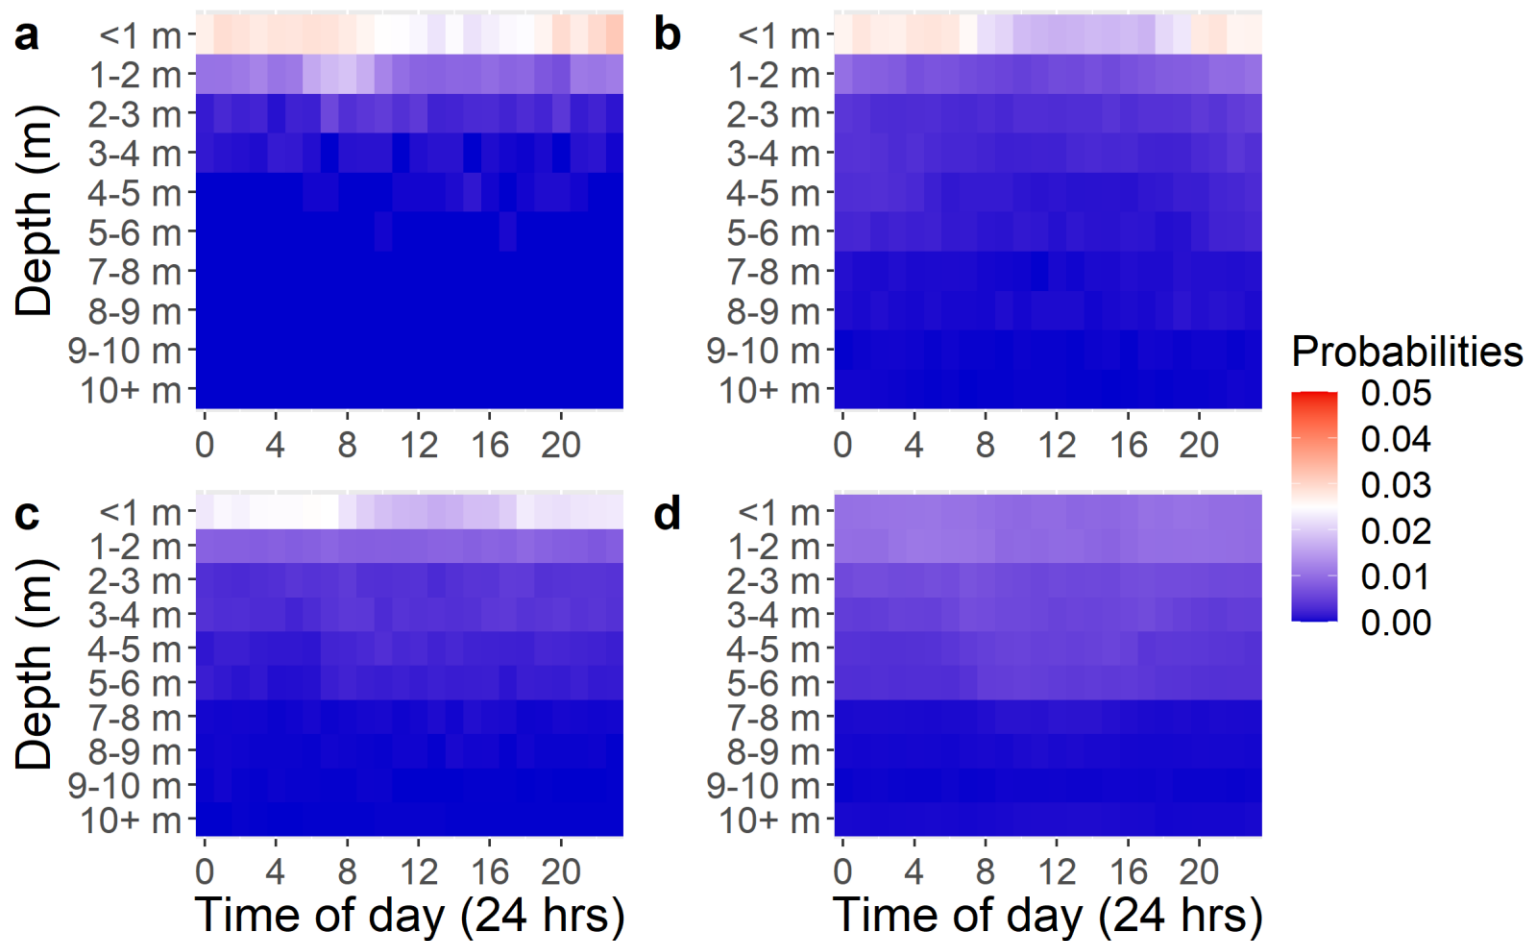 a
Depth (m)
<1 m
1-2 m
2-3 m
3-4 m
4-5 m
5-6 m
7-8 m
8-9 m
9-10 m
10+ m
0 4 8 12 16 20
b
<1 m
1-2 m
2-3 m
3-4 m
4-5 m
5-6 m
7-8 m
8-9 m
9-10 m
10+ m
0 4 8 12 16 20
c
Depth (m)
<1 m
1-2 m
2-3 m
3-4 m
4-5 m
5-6 m
7-8 m
8-9 m
9-10 m
10+ m
0 4 8 12 16 20
Time of day (24 hrs)
d
<1 m
1-2 m
2-3 m
3-4 m
4-5 m
5-6 m
7-8 m
8-9 m
9-10 m
10+ m
0 4 8 12 16 20
Time of day (24 hrs)
Probabilities
0.05
0.04
0.03
0.02
0.01
0.00